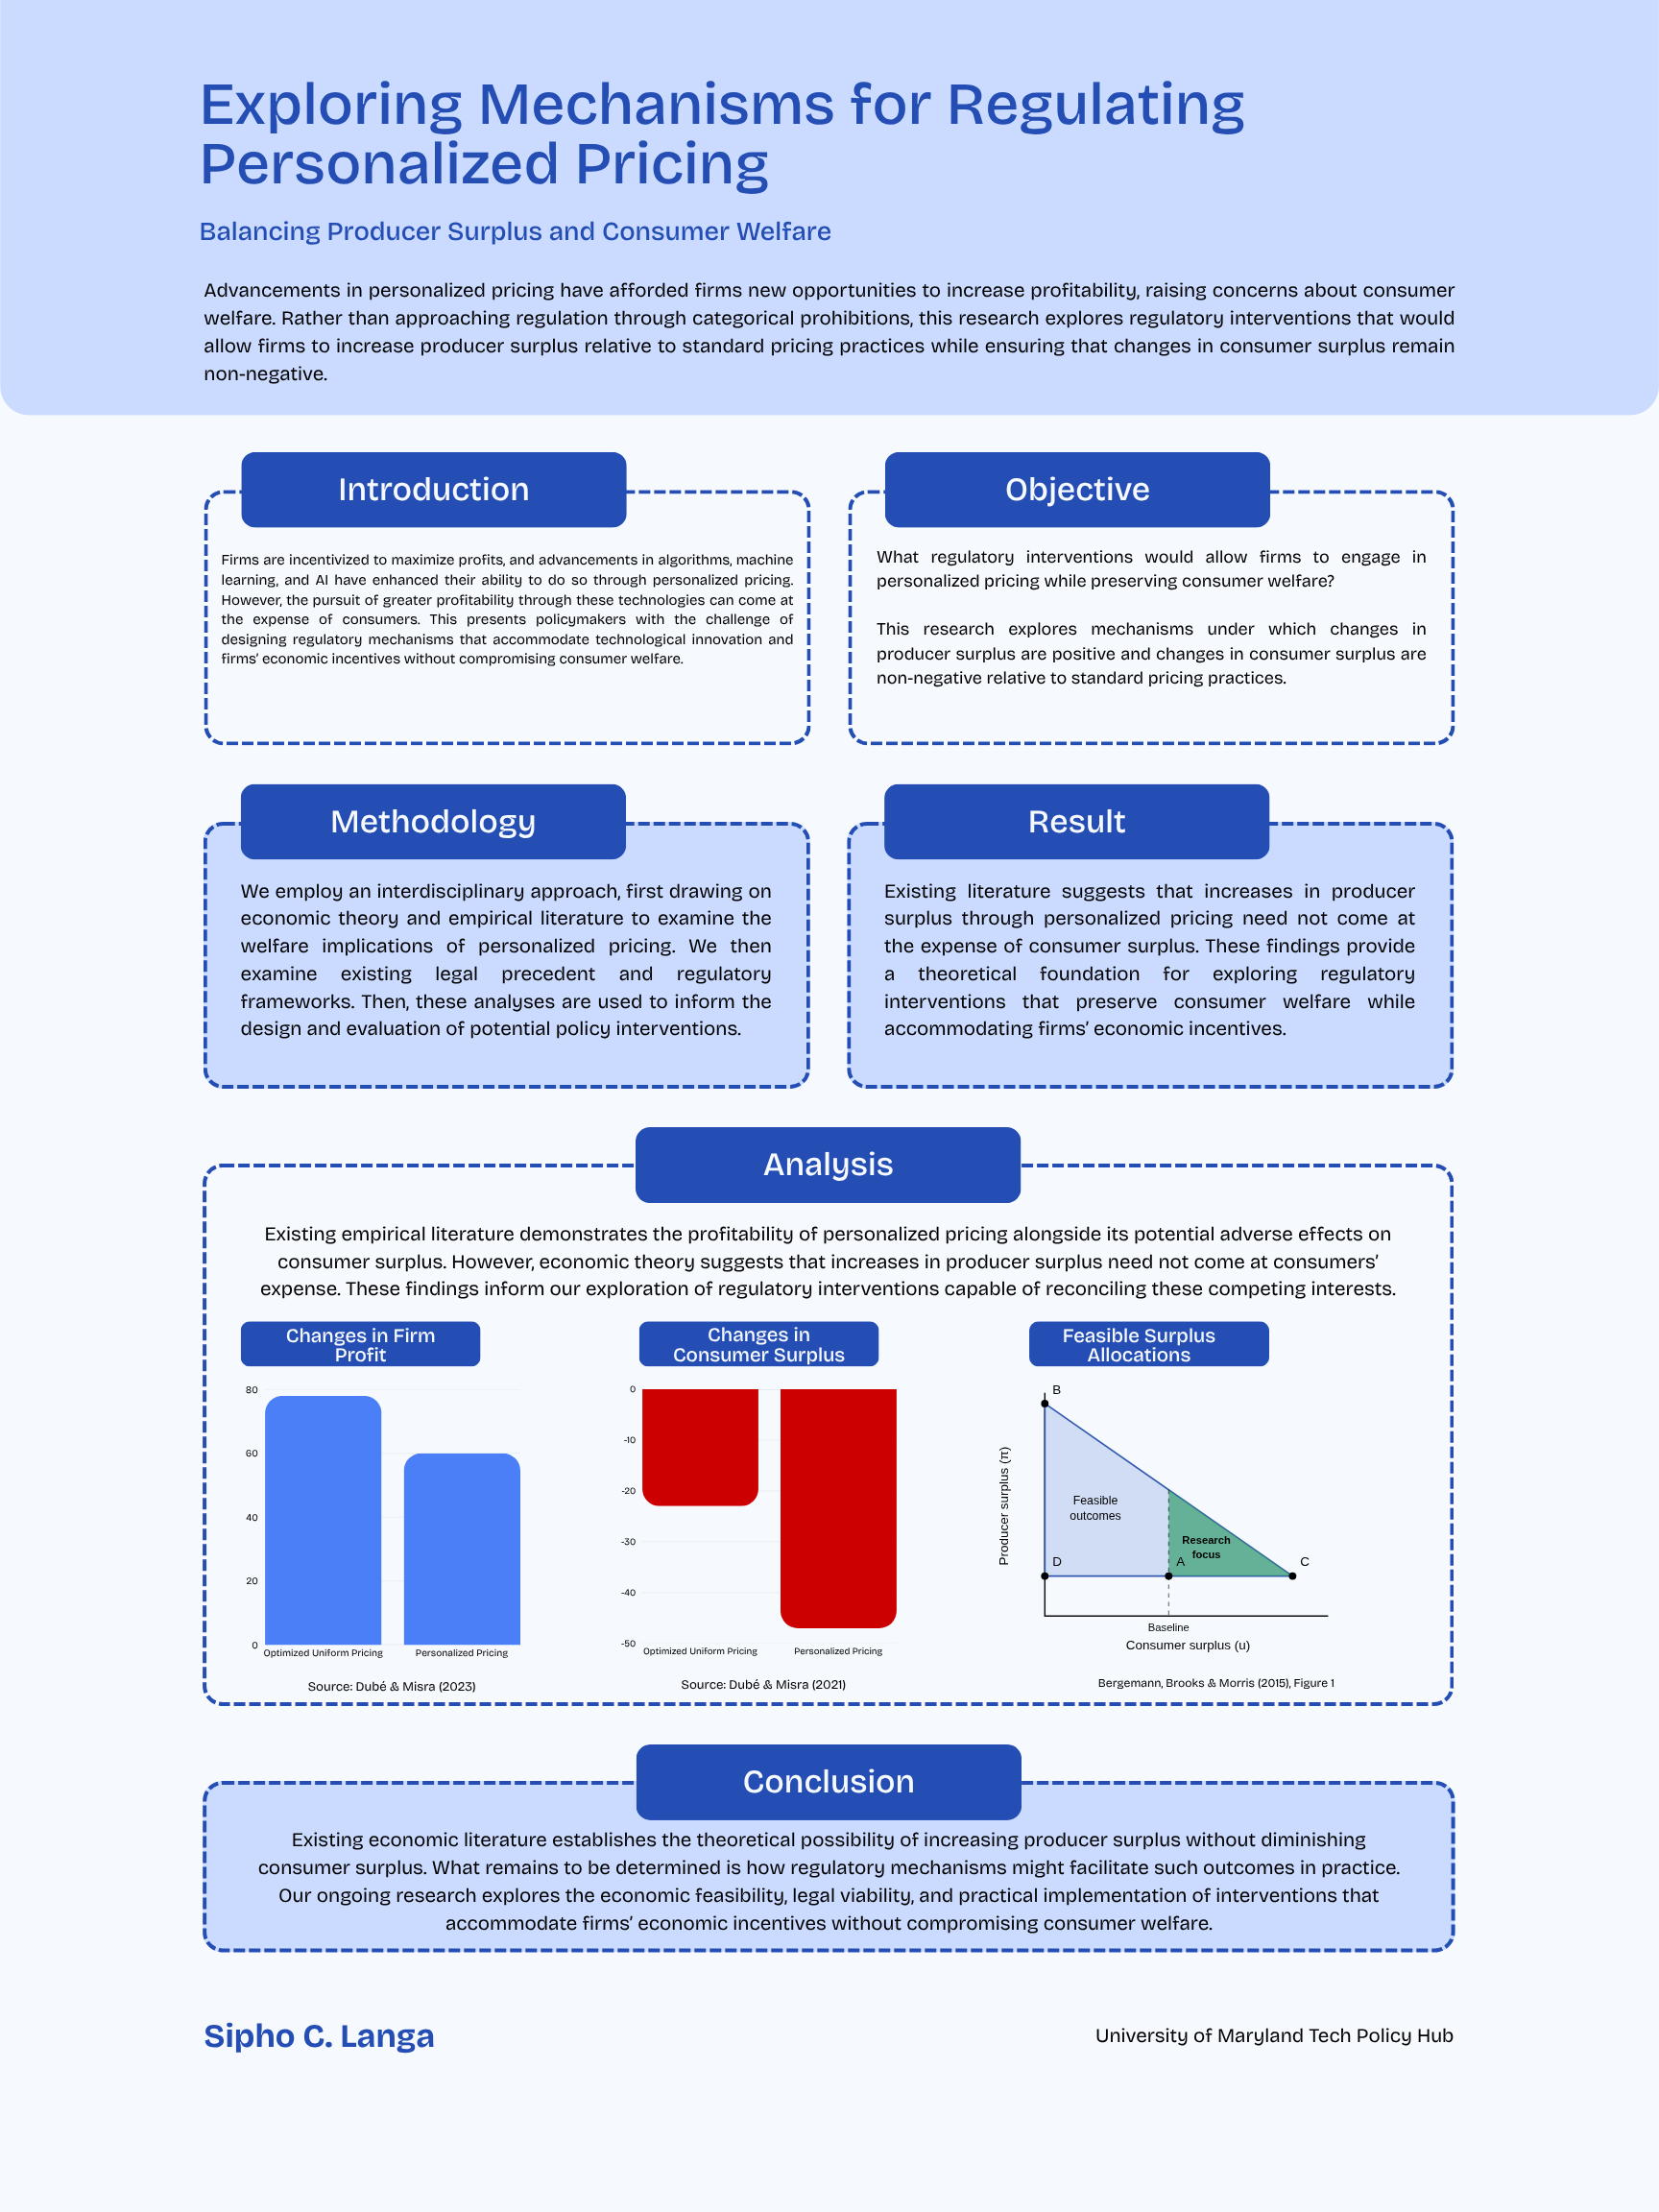 Exploring Mechanisms for Regulating
Personalized Pricing
Balancing Producer Surplus and Consumer Welfare
Advancements in personalized pricing have afforded firms new opportunities to increase profitability, raising concerns about consumer
welfare. Rather than approaching regulation through categorical prohibitions, this research explores regulatory interventions that would
allow firms to increase producer surplus relative to standard pricing practices while ensuring that changes in consumer surplus remain
non-negative.
Introduction
Firms are incentivized to maximize profits, and advancements in algorithms, machine
learning, and AI have enhanced their ability to do so through personalized pricing.
However, the pursuit of greater profitability through these technologies can come at
the expense of consumers. This presents policymakers with the challenge of
designing regulatory mechanisms that accommodate technological innovation and
firms' economic incentives without compromising consumer welfare.
Objective
What regulatory interventions would allow firms to engage in
personalized pricing while preserving consumer welfare?
This research explores mechanisms under which changes in
producer surplus are positive and changes in consumer surplus are
non-negative relative to standard pricing practices.
Methodology
We employ an interdisciplinary approach, first drawing on
economic theory and empirical literature to examine the
welfare implications of personalized pricing. We then
examine existing legal precedent and regulatory
frameworks. Then, these analyses are used to inform the
design and evaluation of potential policy interventions.
Result
Existing literature suggests that increases in producer
surplus through personalized pricing need not come at
the expense of consumer surplus. These findings provide
a theoretical foundation for exploring regulatory
interventions that preserve consumer welfare while
accommodating firms' economic incentives.
Analysis
Existing empirical literature demonstrates the profitability of personalized pricing alongside its potential adverse effects on
consumer surplus. However, economic theory suggests that increases in producer surplus need not come at consumers'
expense. These findings inform our exploration of regulatory interventions capable of reconciling these competing interests.
Changes in Firm
Profit
80
60
40
20
0
Optimized Uniform Pricing
Personalized Pricing
Source: Dubé & Misra (2023)
Changes in
Consumer Surplus
0
-10
-20
-30
-40
-50
Optimized Uniform Pricing
Personalized Pricing
Source: Dubé & Misra (2021)
Feasible Surplus
Allocations
B
Producer surplus (π)
Feasible
outcomes
Research
focus
D
A
C
Baseline
Consumer surplus (u)
Bergemann, Brooks & Morris (2015), Figure 1
Conclusion
Existing economic literature establishes the theoretical possibility of increasing producer surplus without diminishing
consumer surplus. What remains to be determined is how regulatory mechanisms might facilitate such outcomes in practice.
Our ongoing research explores the economic feasibility, legal viability, and practical implementation of interventions that
accommodate firms' economic incentives without compromising consumer welfare.
Sipho C. Langa
University of Maryland Tech Policy Hub